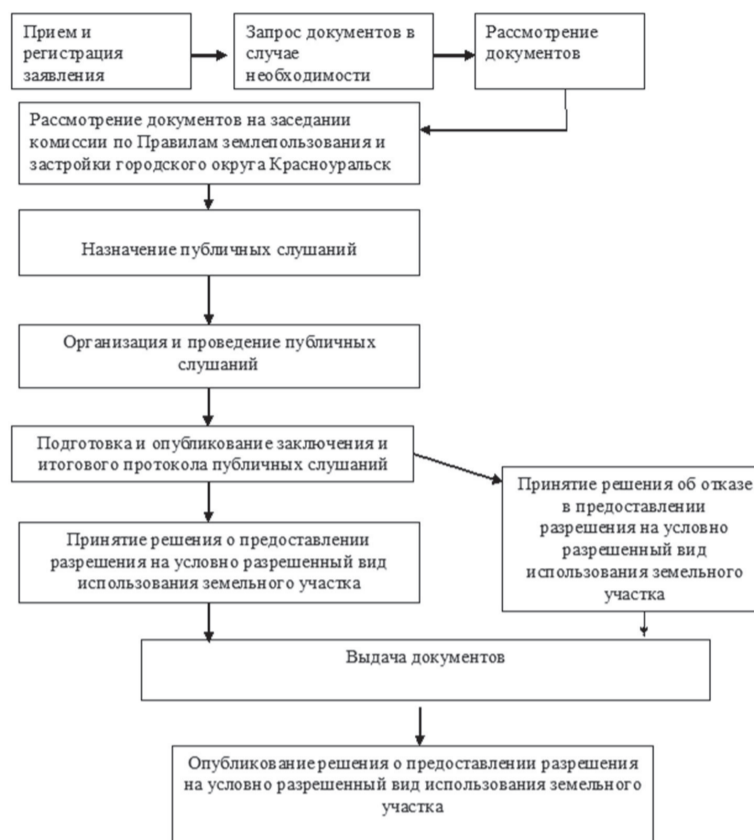 Прием и
регистрация
заявления
Запрос документов в
случае
необходимости
Рассмотрение
документов
Рассмотрение документов на заседании
комиссии по Правилам землепользования и
застройки городского округа Красноуральск
Назначение публичных слушаний
Организация и проведение публичных
слушаний
Подготовка и опубликование заключения и
итогового протокола публичных слушаний
Принятие решения об отказе
в предоставлении
разрешения на условно
разрешенный вид
использования земельного
участка
Принятие решения о предоставлении
разрешения на условно разрешенный вид
использования земельного участка
Выдача документов
Опубликование решения о предоставлении разрешения
на условно разрешенный вид использования земельного
участка